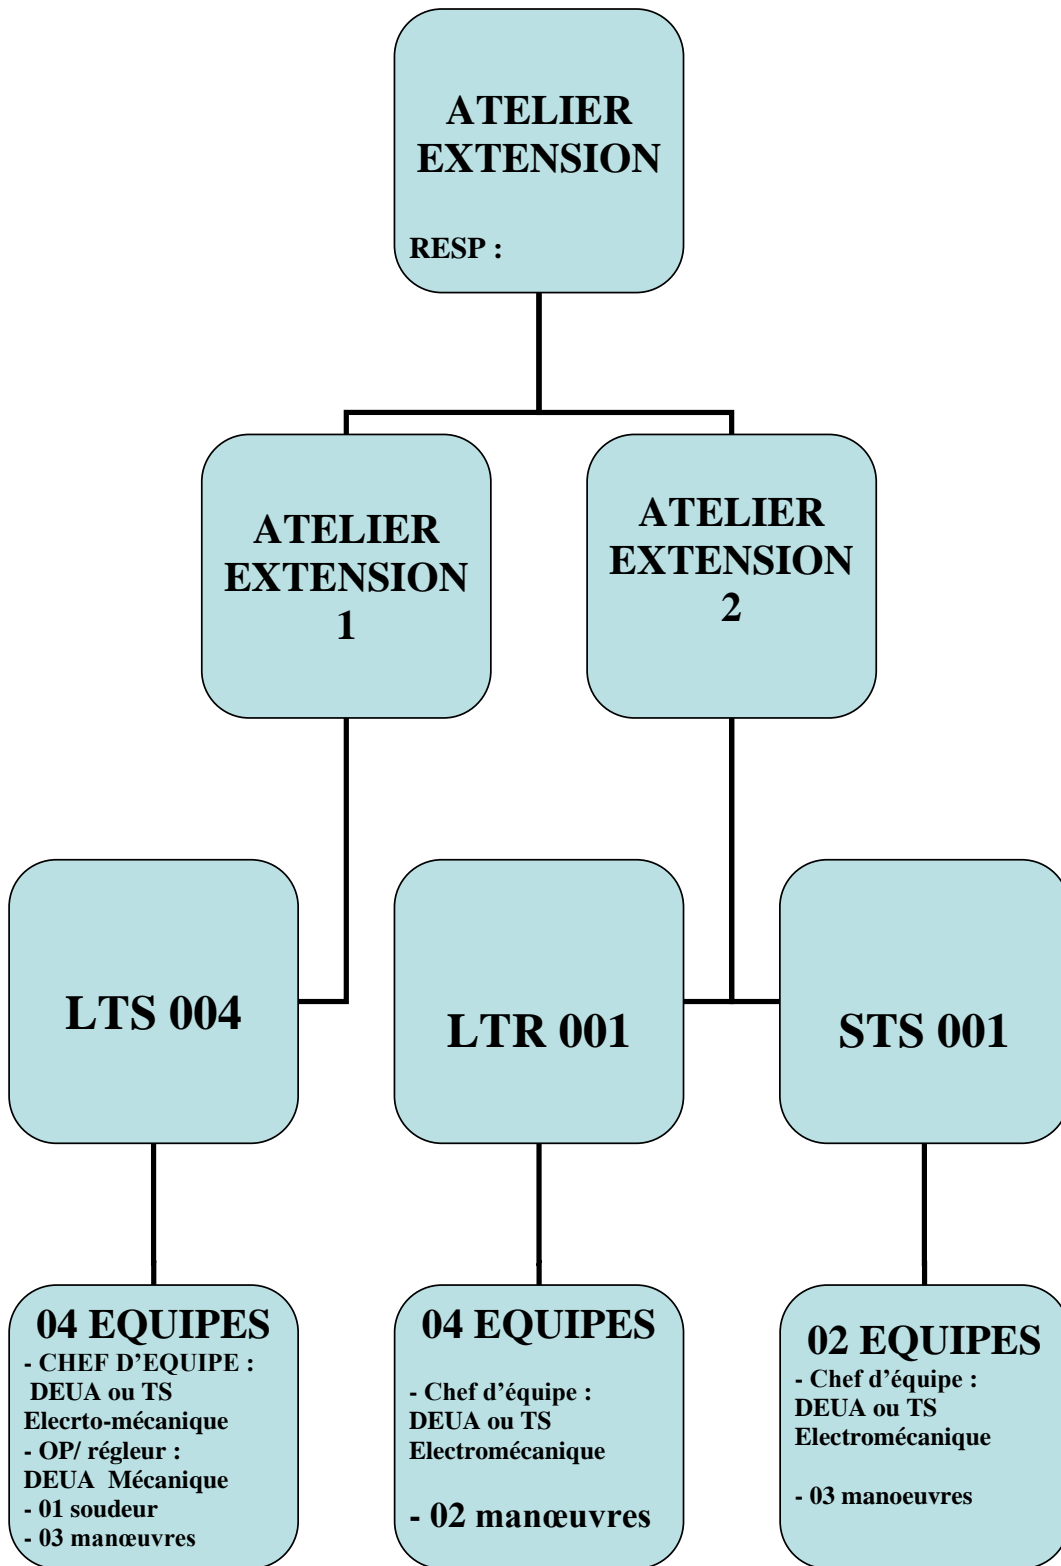 ATELIER
EXTENSION
RESP :
ATELIER
EXTENSION
1
ATELIER
EXTENSION
2
LTS 004
LTR 001
STS 001
04 EQUIPES
- CHEF D’EQUIPE :
DEUA ou TS
Elecrto-mécanique
- OP/ régleur :
DEUA Mécanique
- 01 soudeur
- 03 manœuvres
04 EQUIPES
- Chef d’équipe :
DEUA ou TS
Electromécanique
- 02 manœuvres
02 EQUIPES
- Chef d’équipe :
DEUA ou TS
Electromécanique
- 03 manoeuvres